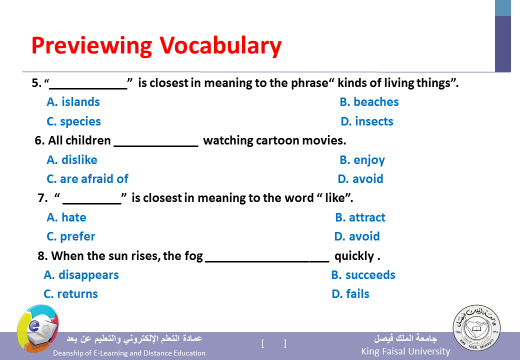 Previewing Vocabulary
5. “____________” is closest in meaning to the phrase“ kinds of living things”.
A. islands B. beaches
C. species D. insects
6. All children _____________ watching cartoon movies.
A. dislike B. enjoy
C. are afraid of D. avoid
7. “ _________” is closest in meaning to the word “ like”.
A. hate B. attract
C. prefer D. avoid
8. When the sun rises, the fog ___________________ quickly .
A. disappears B. succeeds
C. returns D. fails
عمادة التعلم الإلكتروني والتعليم عن بعد [ ] جامعة الملك فيصل
Deanship of E-Learning and Distance Education King Faisal University